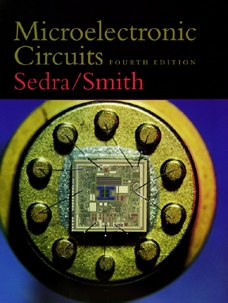 Microelectronic
Circuits FOURTH EDITION
Sedra/Smith